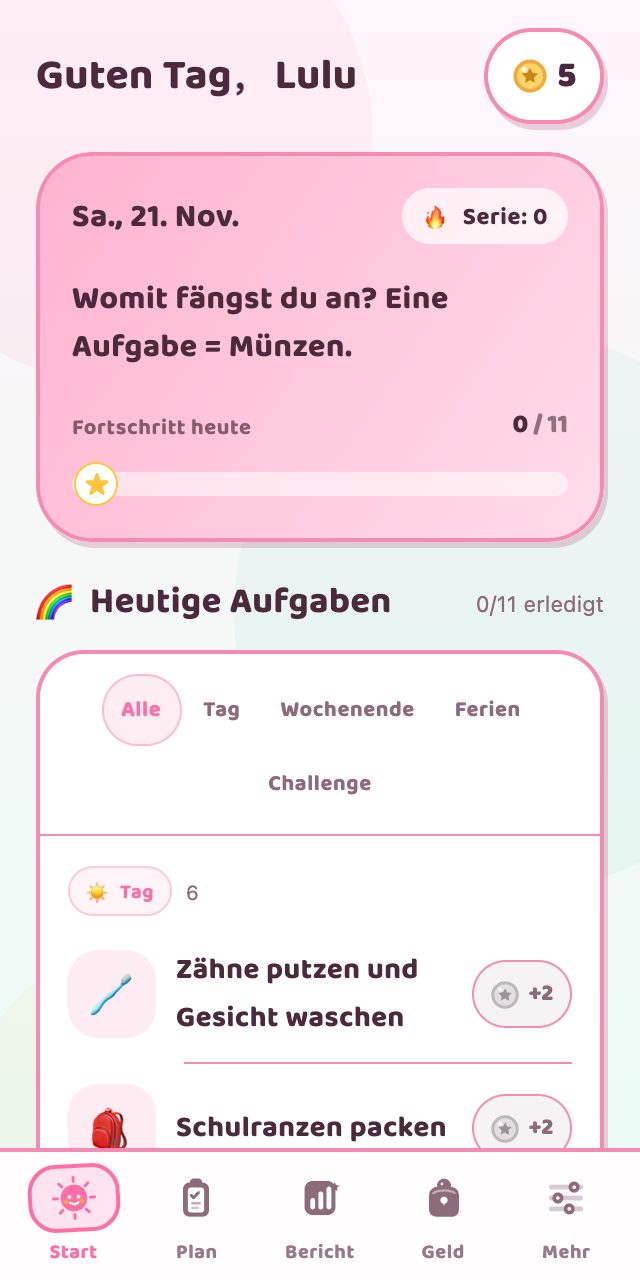 Guten Tag, Lulu
5
Sa., 21. Nov.
Serie: 0
Womit fängst du an? Eine
Aufgabe = Münzen.
Fortschritt heute
0 / 11
Heutige Aufgaben
0/11 erledigt
Alle
Tag
Wochenende
Ferien
Challenge
Tag
6
Zähne putzen und
Gesicht waschen
+2
Schulranzen packen
+2
Start
Plan
Bericht
Geld
Mehr